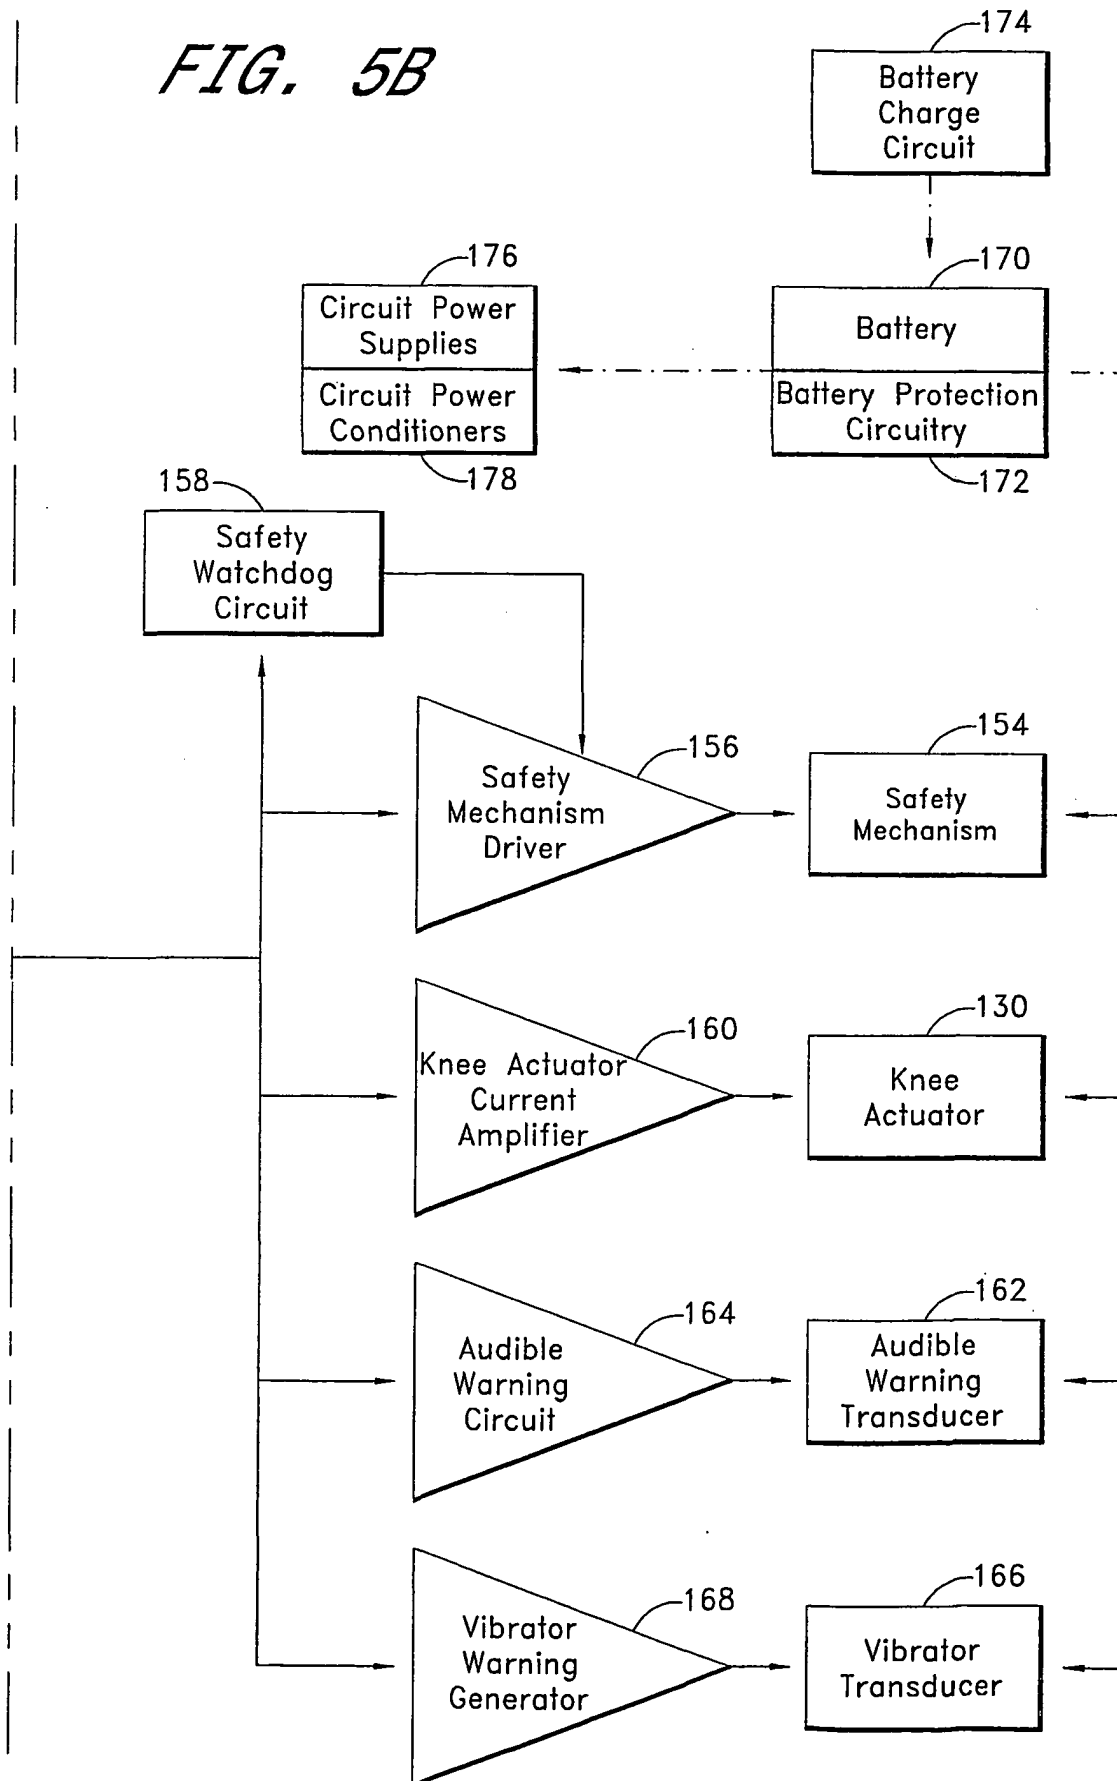 FIG. 5B
174
Battery
Charge
Circuit
176
Circuit Power
Supplies
Circuit Power
Conditioners
178
170
Battery
Battery Protection
Circuitry
172
158
Safety
Watchdog
Circuit
156
Safety
Mechanism
Driver
154
Safety
Mechanism
160
Knee Actuator
Current
Amplifier
130
Knee
Actuator
164
Audible
Warning
Circuit
162
Audible
Warning
Transducer
168
Vibrator
Warning
Generator
166
Vibrator
Transducer